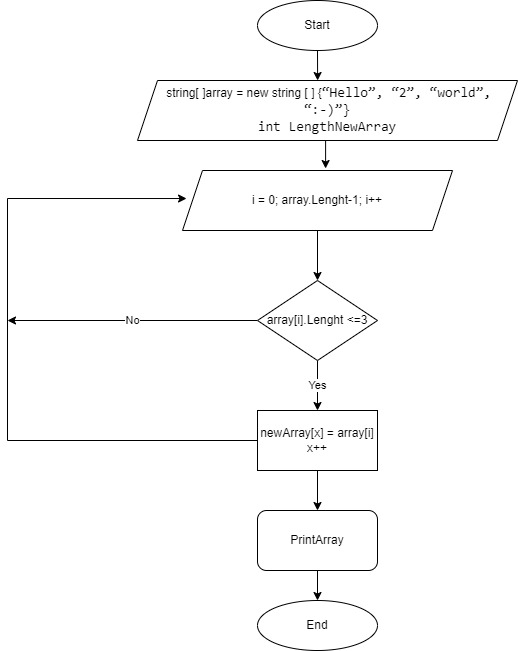 Start
string[ ]array = new string [ ] {“Hello”, “2”, “world”,
“:-)”}
int LengthNewArray
i = 0; array.Lenght-1; i++
array[i].Lenght <=3
No
Yes
newArray[x] = array[i]
x++
PrintArray
End